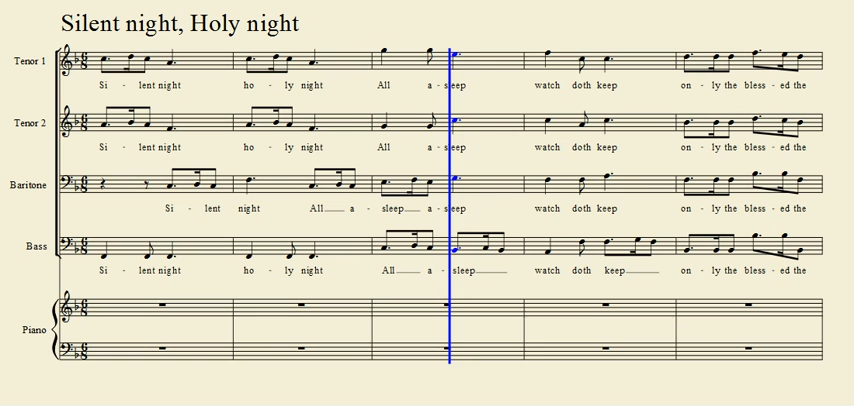 Silent night, Holy night
Tenor 1
Si - lent night ho - ly night All a - sleep watch doth keep on - ly the bless - ed the
Tenor 2
Si - lent night ho - ly night All a - sleep watch doth keep on - ly the bless - ed the
Baritone
Si - lent night All a - sleep a - sleep watch doth keep on - ly the bless - ed the
Bass
Si - lent night ho - ly night All a - sleep watch doth keep on - ly the bless - ed the
Piano